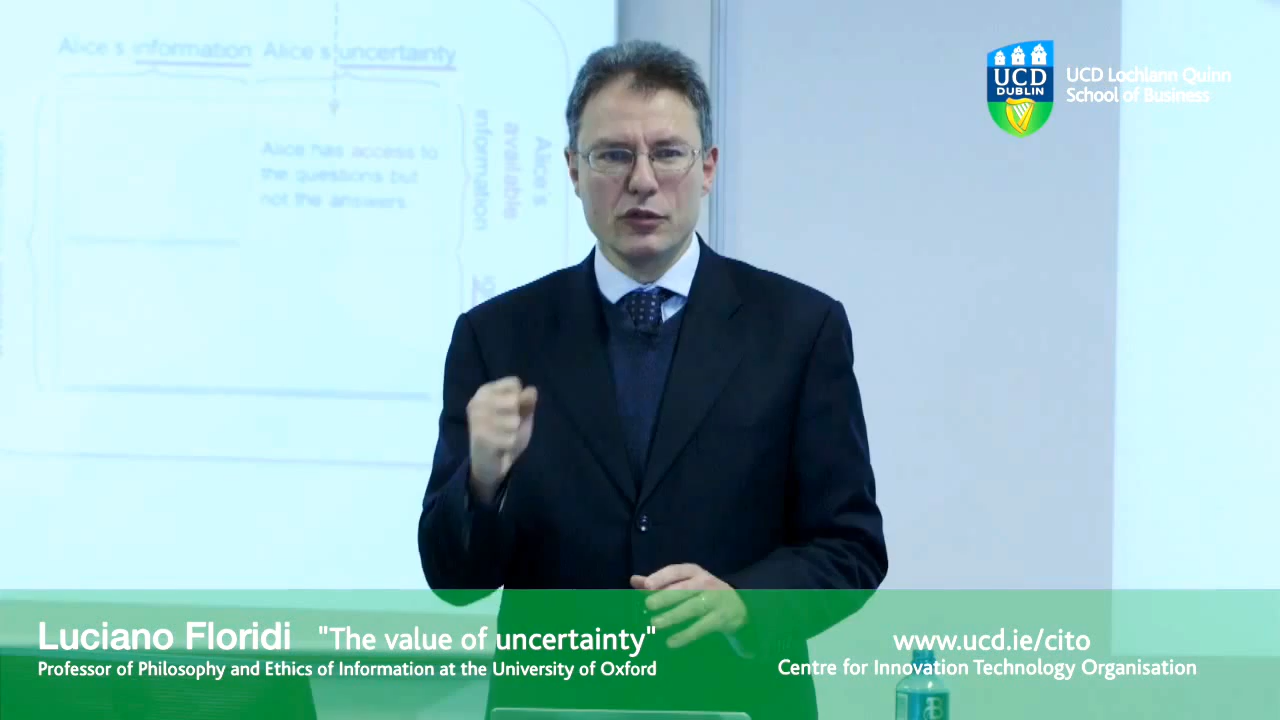 Alice's information Alice's uncertainty
Alice has access to
the questions but
not the answers
Alice's
available
information
UCD
DUBLIN
UCD Lochlann Quinn
School of Business
Luciano Floridi "The value of uncertainty"
Professor of Philosophy and Ethics of Information at the University of Oxford
www.ucd.ie/cito
Centre for Innovation Technology Organisation